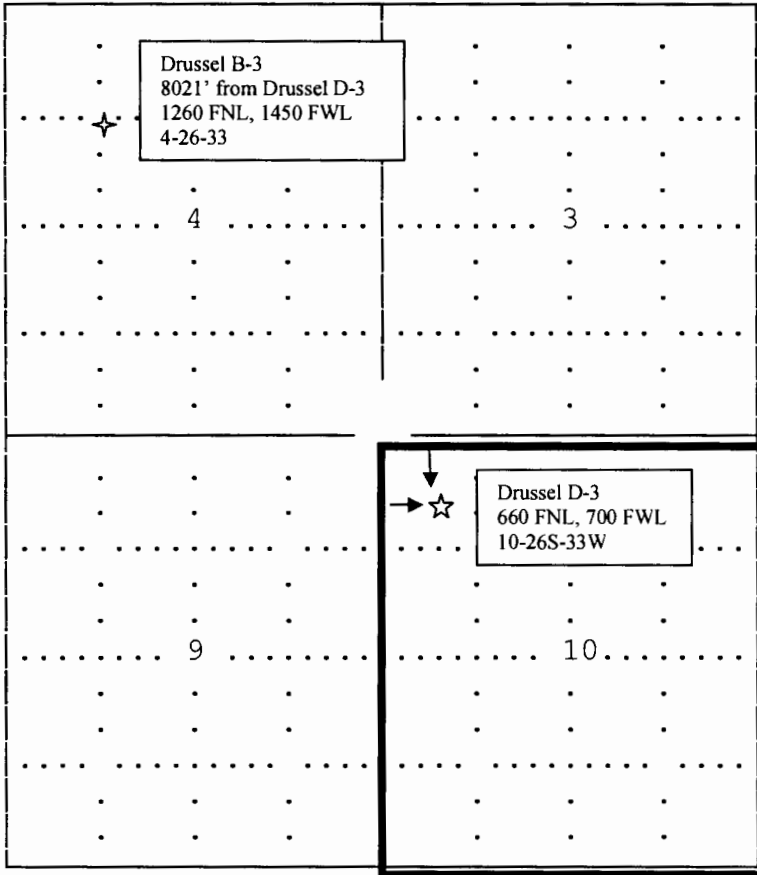 Drussel B-3
8021' from Drussel D-3
1260 FNL, 1450 FWL
4-26-33
4
3
Drussel D-3
660 FNL, 700 FWL
10-26S-33W
9
10